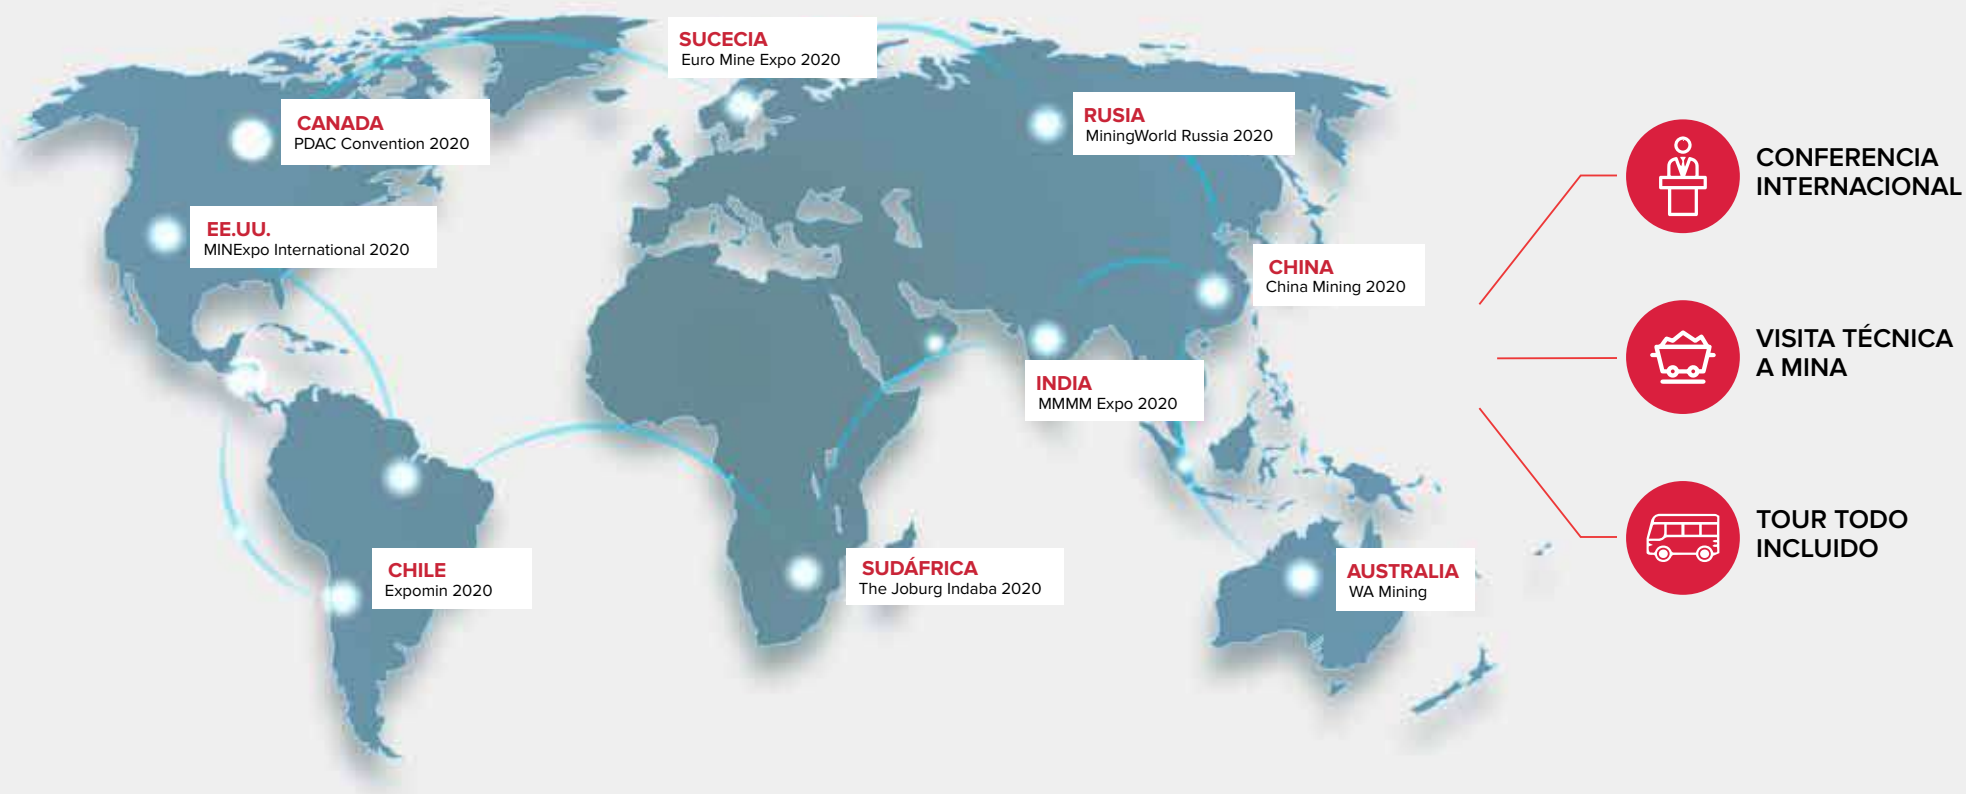 SUCECIA
Euro Mine Expo 2020
CANADA
PDAC Convention 2020
RUSIA
MiningWorld Russia 2020
EE.UU.
MINExpo International 2020
CHINA
China Mining 2020
INDIA
MMMM Expo 2020
CHILE
Expomin 2020
SUDÁFRICA
The Joburg Indaba 2020
AUSTRALIA
WA Mining
CONFERENCIA
INTERNACIONAL
VISITA TÉCNICA
A MINA
TOUR TODO
INCLUIDO